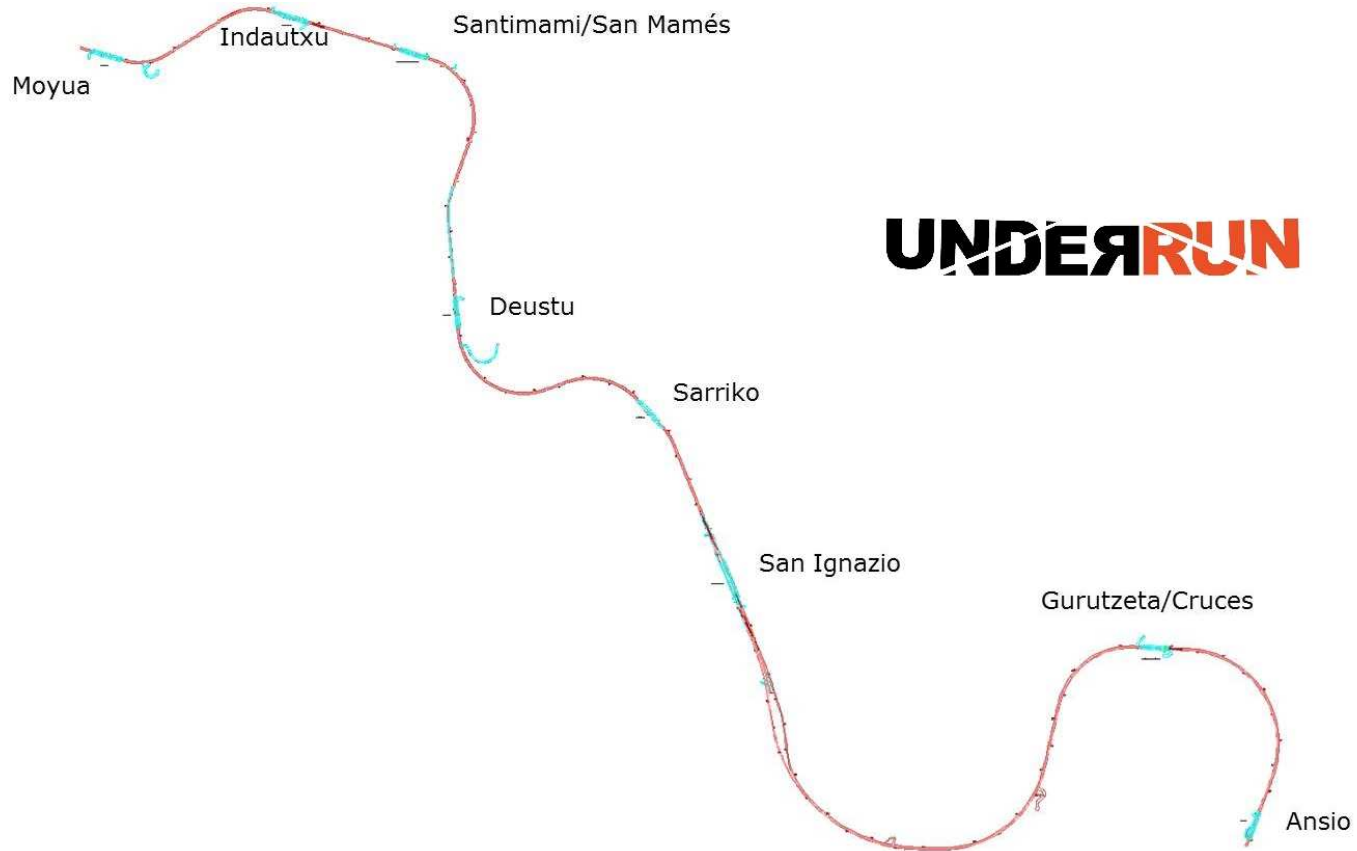 Santimami/San Mamés
Indautxu
Moyua
UNDERRUN
Deustu
Sarriko
San Ignazio
Gurutzeta/Cruces
Ansio